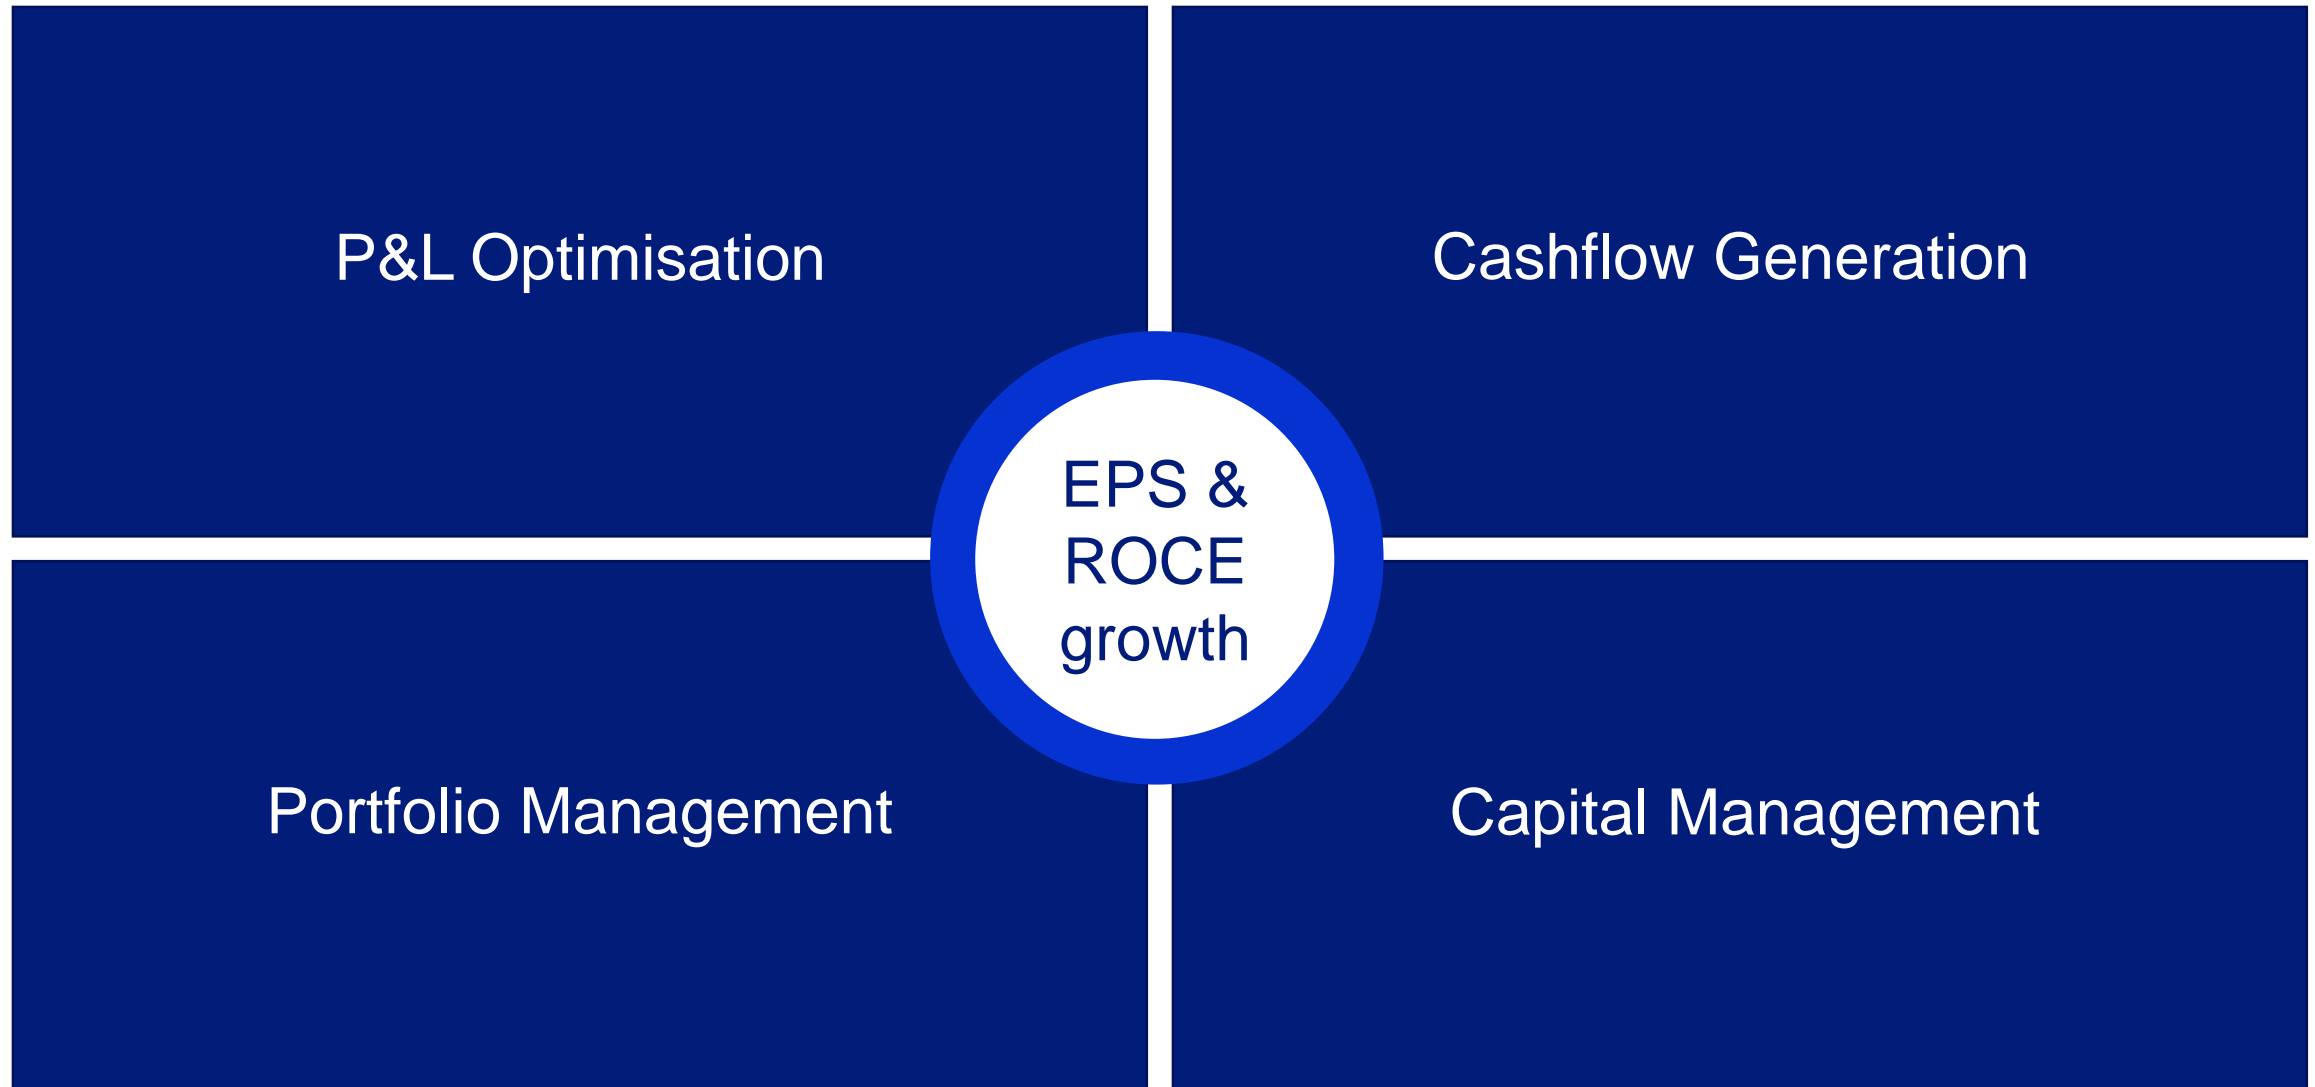 P&L Optimisation
Cashflow Generation
EPS &
ROCE
growth
Portfolio Management
Capital Management